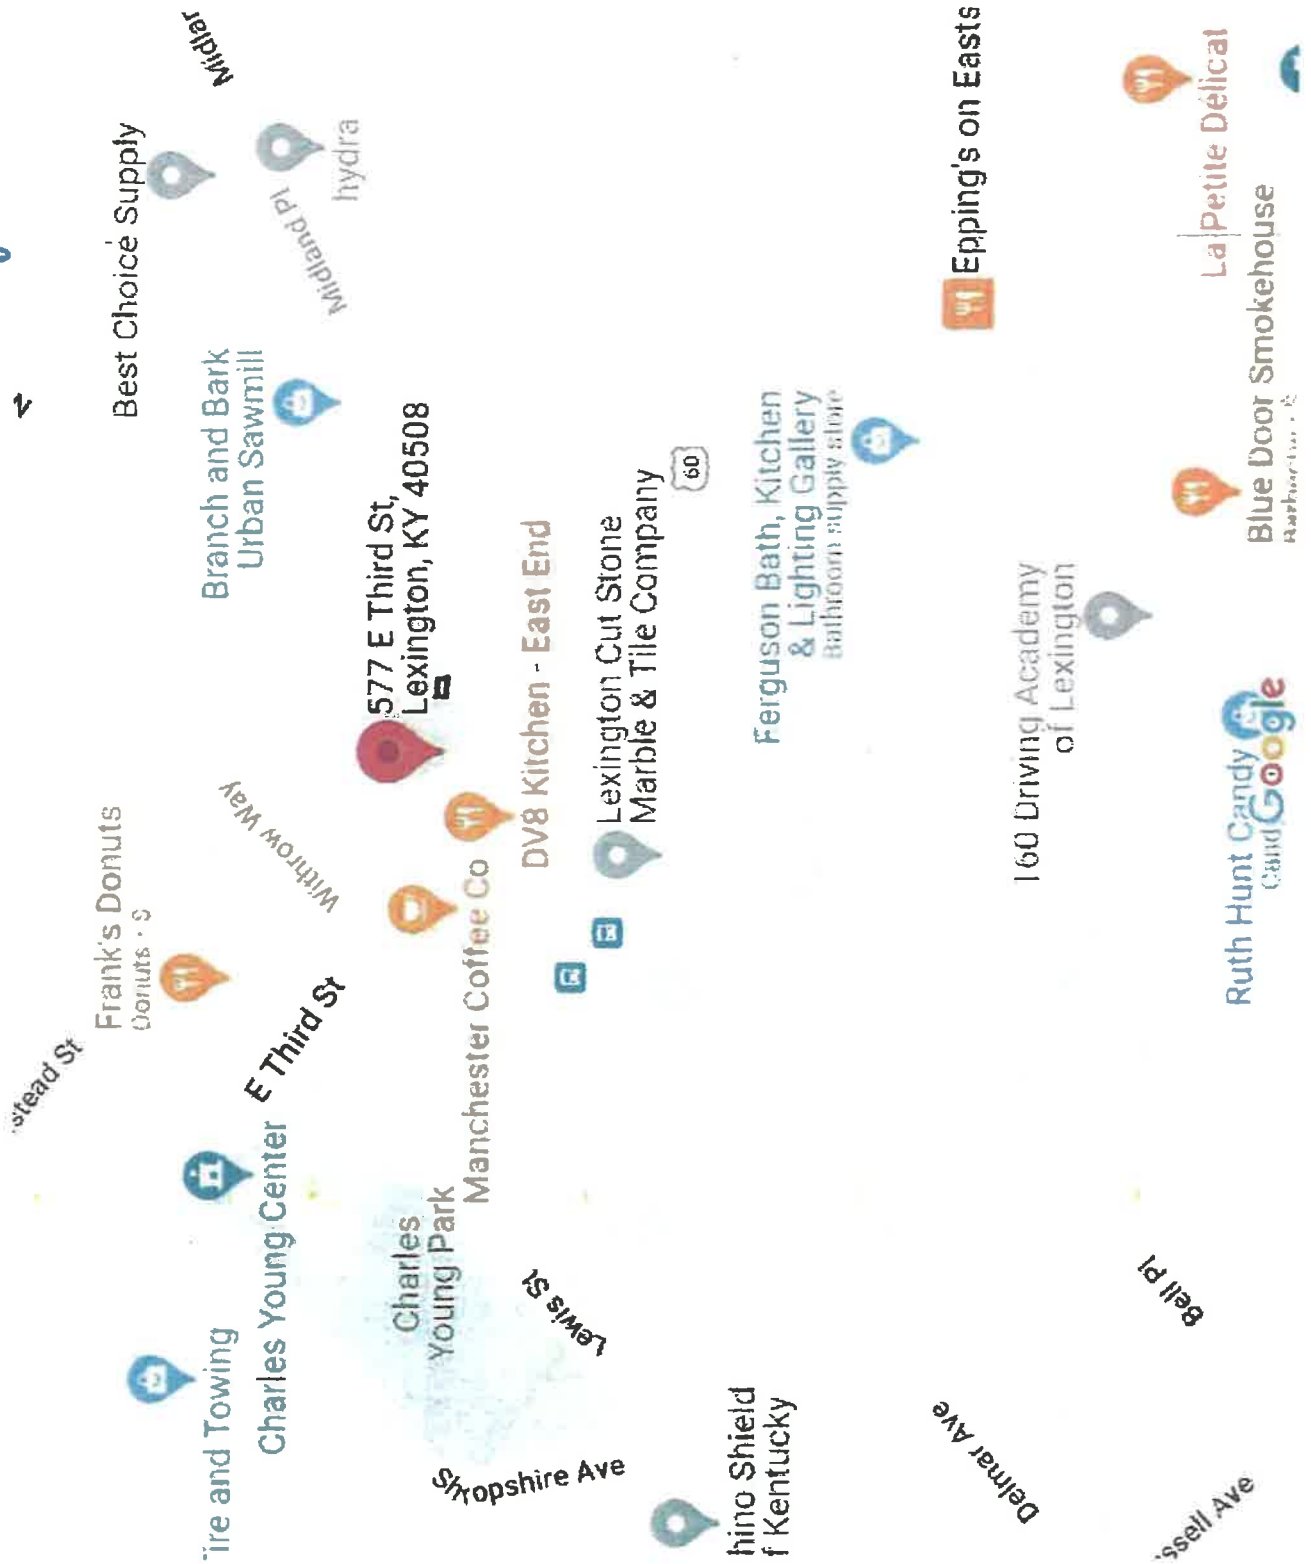 Midlar
Best Choice Supply
Midland Pl
hydra
Branch and Bark
Urban Sawmill
577 E Third St,
Lexington, KY 40508
DV8 Kitchen - East End
Lexington Cut Stone
Marble & Tile Company
60
Withrow Way
Frank's Donuts
Donuts · $
Manchester Coffee Co
stead St
E Third St
Charles Young Center
Charles
Young Park
ire and Towing
Lewis St
Shropshire Ave
hino Shield
f Kentucky
Epping's on Easts
La Petite Délicat
Blue Door Smokehouse
Ferguson Bath, Kitchen
& Lighting Gallery
Bathroom supply store
160 Driving Academy
of Lexington
Ruth Hunt Candy
Cand
Google
Bell Pl
Delmar Ave
ssell Ave